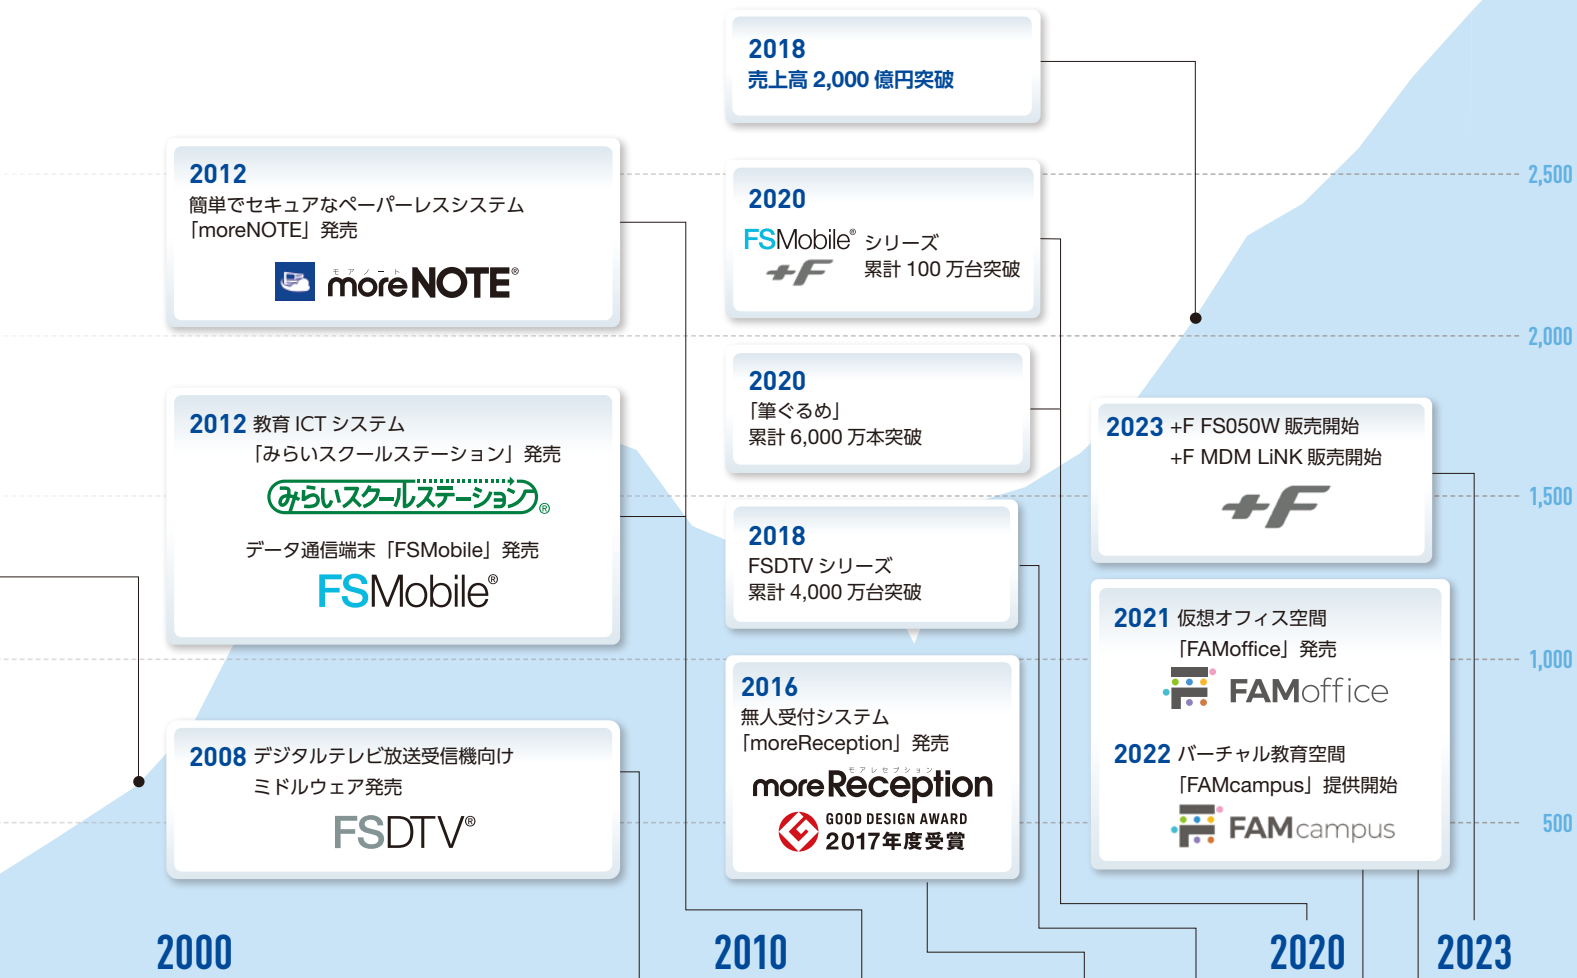 2018
売上高 2,000 億円突破
2012
簡単でセキュアなペーパーレスシステム
「moreNOTE」発売
モアノート
moreNOTE®
2020
FSMobile® シリーズ
+F 累計 100 万台突破
2012 教育 ICT システム
「みらいスクールステーション」発売
みらいスクールステーション®
データ通信端末「FSMobile」発売
FSMobile®
2020
「筆ぐるめ」
累計 6,000 万本突破
2018
FSDTV シリーズ
累計 4,000 万台突破
2023 +F FS050W 販売開始
+F MDM LiNK 販売開始
+F
2008 デジタルテレビ放送受信機向け
ミドルウェア発売
FSDTV®
2016
無人受付システム
「moreReception」発売
モアレセプション
moreReception
GOOD DESIGN AWARD
2017年度受賞
2021 仮想オフィス空間
「FAMoffice」発売
FAMoffice
2022 バーチャル教育空間
「FAMcampus」提供開始
FAMcampus
2,500
2,000
1,500
1,000
500
2000
2010
2020
2023